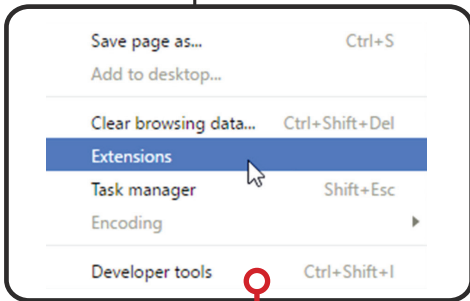 Save page as... Ctrl+S
Add to desktop...
Clear browsing data... Ctrl+Shift+Del
Extensions
Task manager Shift+Esc
Encoding
Developer tools Ctrl+Shift+I